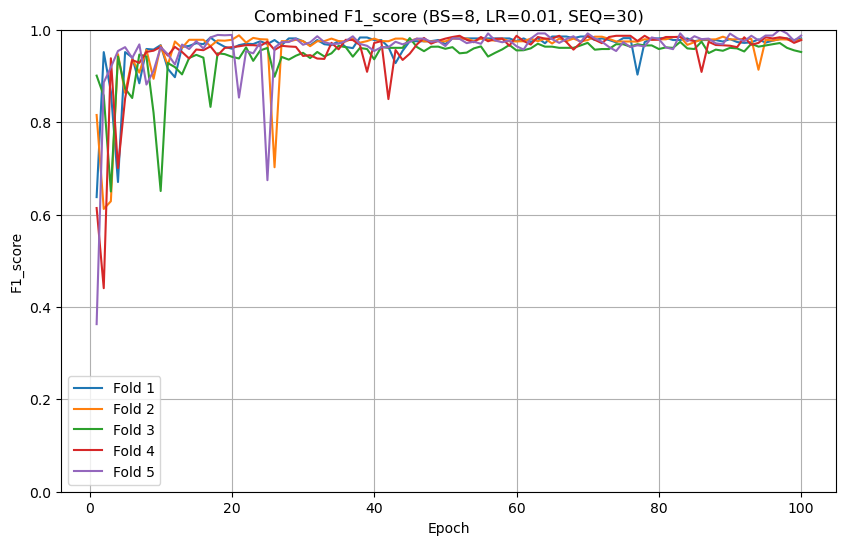 Combined F1_score (BS=8, LR=0.01, SEQ=30)
1.0
0.8
0.6
0.4
0.2
0.0
F1_score
Fold 1
Fold 2
Fold 3
Fold 4
Fold 5
0 20 40 60 80 100
Epoch